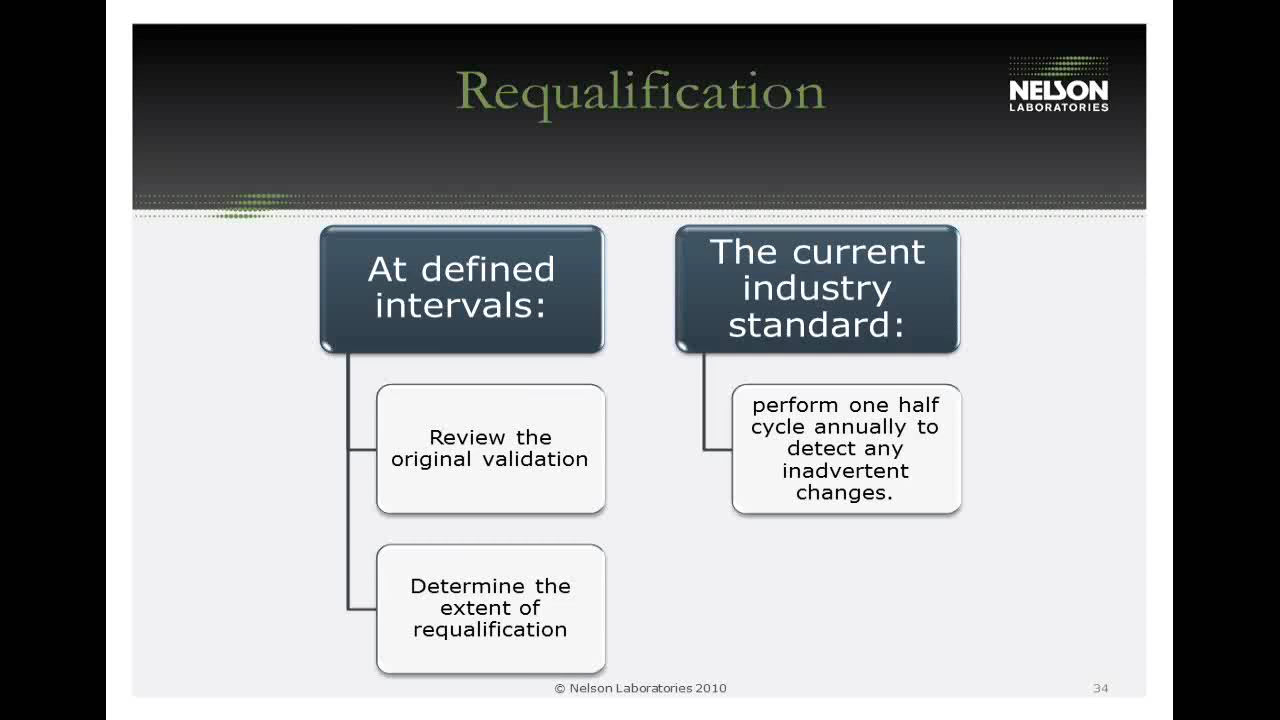 Requalification
NELSON
LABORATORIES
At defined
intervals:
Review the
original validation
Determine the
extent of
requalification
The current
industry
standard:
perform one half
cycle annually to
detect any
inadvertent
changes.
© Nelson Laboratories 2010
34